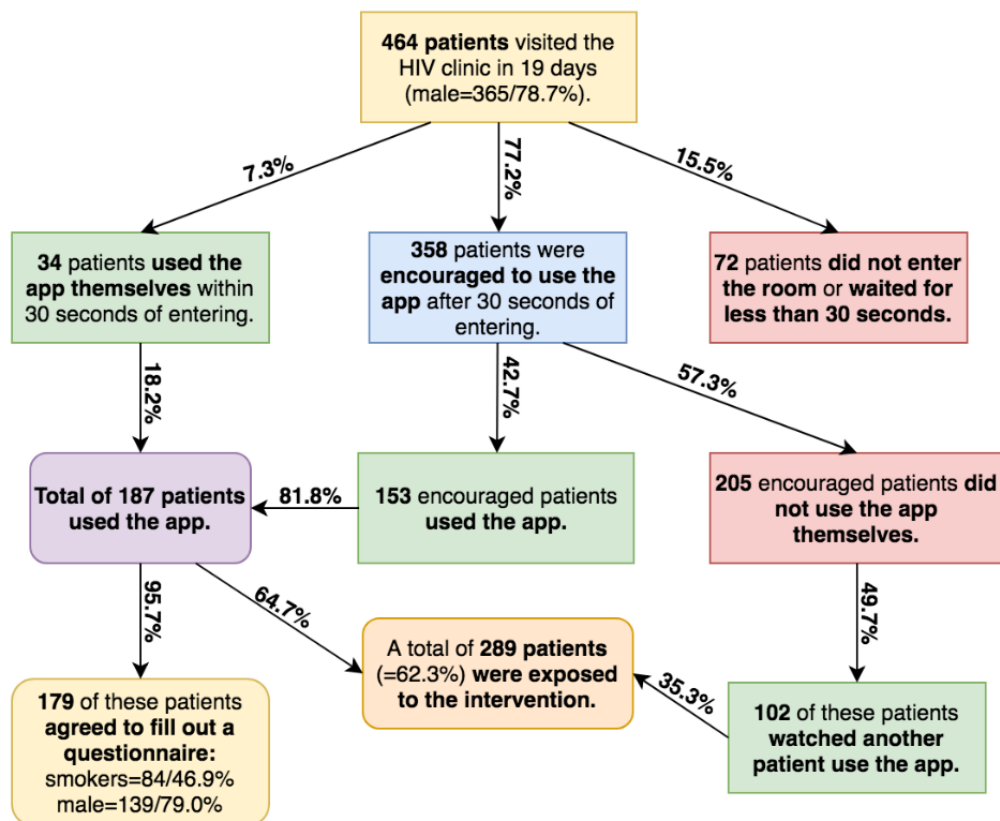 464 patients visited the
HIV clinic in 19 days
(male=365/78.7%).
7.3%
77.2%
15.5%
34 patients used the
app themselves within
30 seconds of entering.
358 patients were
encouraged to use the
app after 30 seconds of
entering.
72 patients did not enter
the room or waited for
less than 30 seconds.
18.2%
42.7%
57.3%
Total of 187 patients
used the app.
81.8%
153 encouraged patients
used the app.
205 encouraged patients did
not use the app
themselves.
95.7%
64.7%
49.7%
A total of 289 patients
(=62.3%) were exposed
to the intervention.
35.3%
179 of these patients
agreed to fill out a
questionnaire:
smokers=84/46.9%
male=139/79.0%
102 of these patients
watched another
patient use the app.